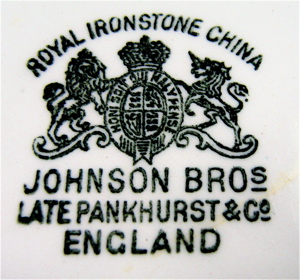 ROYAL IRONSTONE CHINA
HONI SOIT QUI MAL Y PENSE
JOHNSON BROS
LATE PANKHURST & Co
ENGLAND